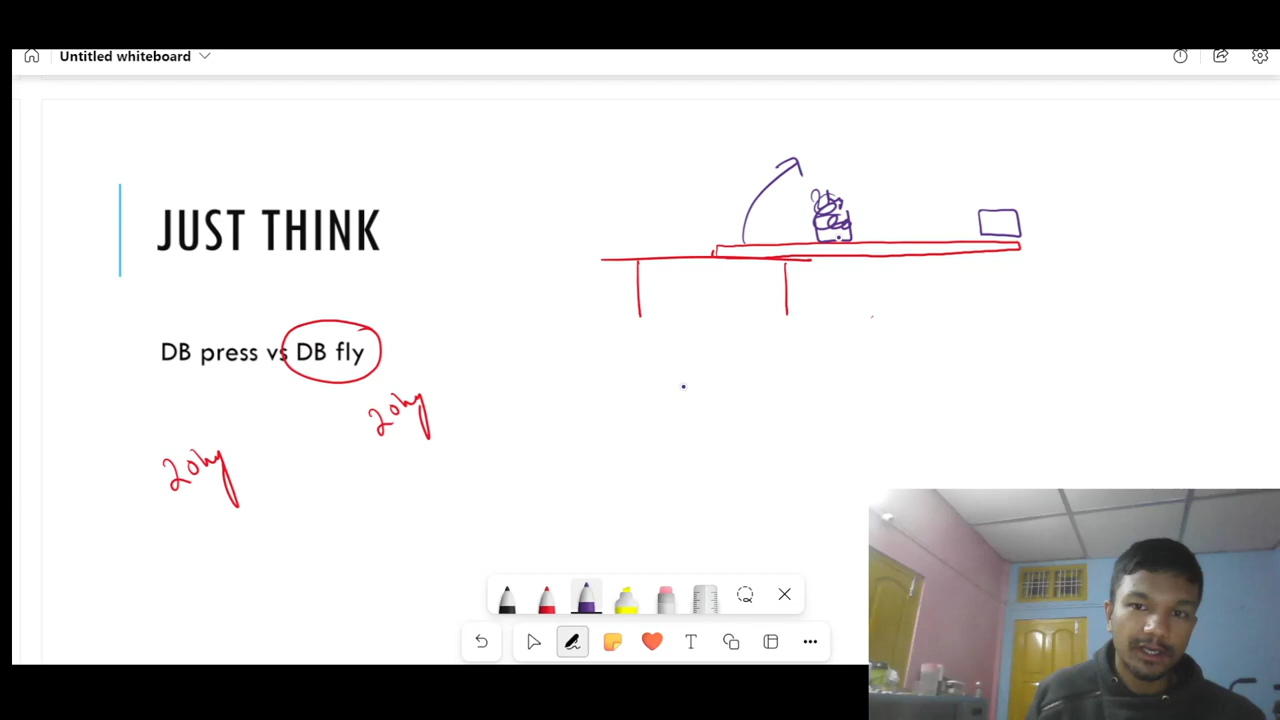 Untitled whiteboard
JUST THINK
DB press vs DB fly
20kg
20kg
T